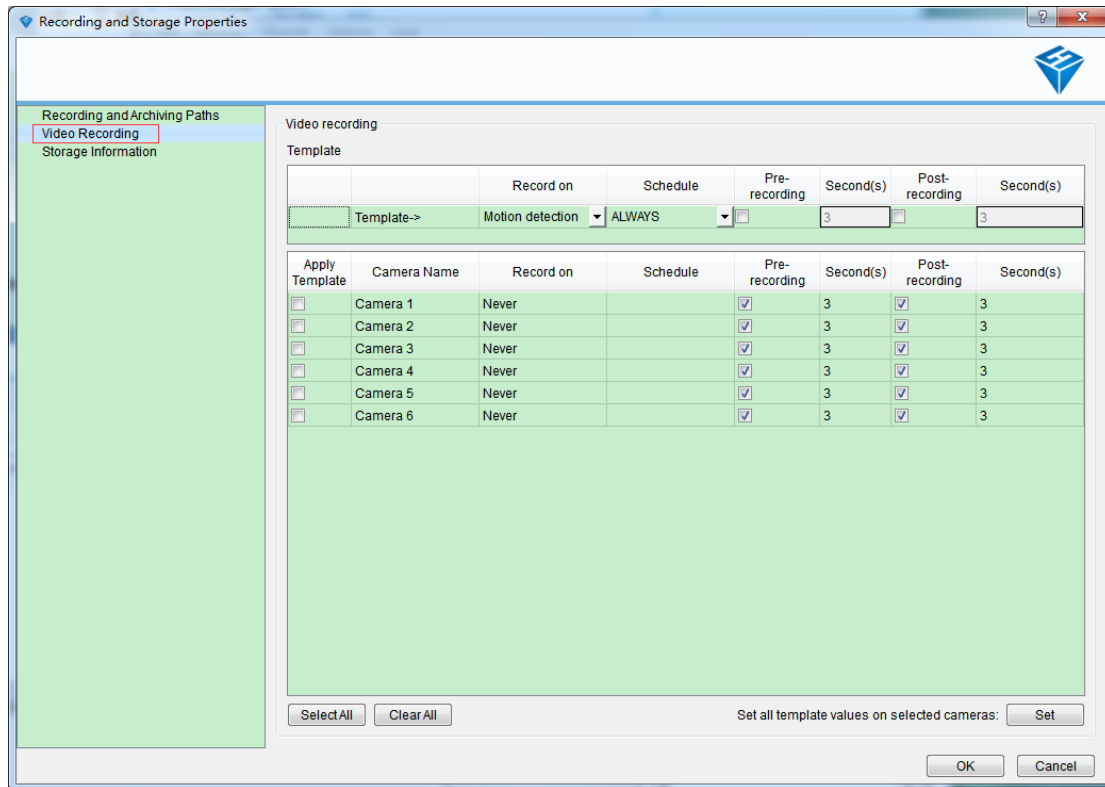 Recording and Storage Properties
Recording and Archiving Paths
Video Recording
Storage Information
Video recording
Template
Record on Schedule Pre-recording Second(s) Post-recording Second(s)
Template-> Motion detection ALWAYS 3 3
Apply Template Camera Name Record on Schedule Pre-recording Second(s) Post-recording Second(s)
Camera 1 Never 3 3
Camera 2 Never 3 3
Camera 3 Never 3 3
Camera 4 Never 3 3
Camera 5 Never 3 3
Camera 6 Never 3 3
Select All Clear All Set all template values on selected cameras: Set
OK Cancel